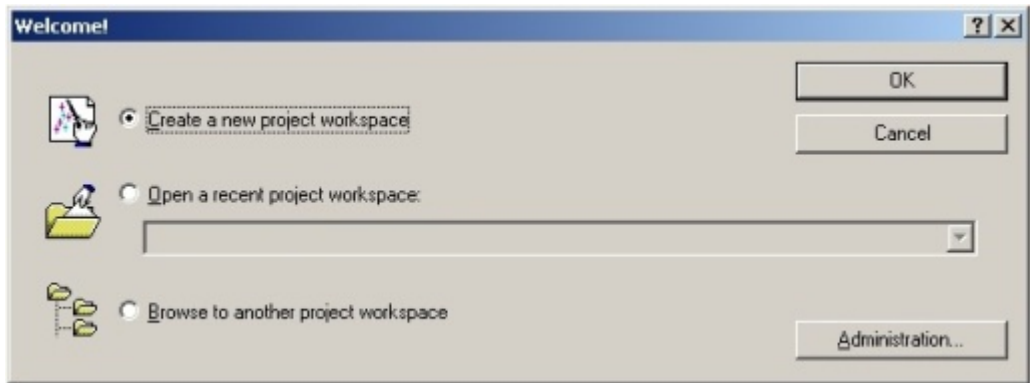 Welcome!
?
OK
Create a new project workspace
Cancel
Open a recent project workspace:
Browse to another project workspace
Administration...